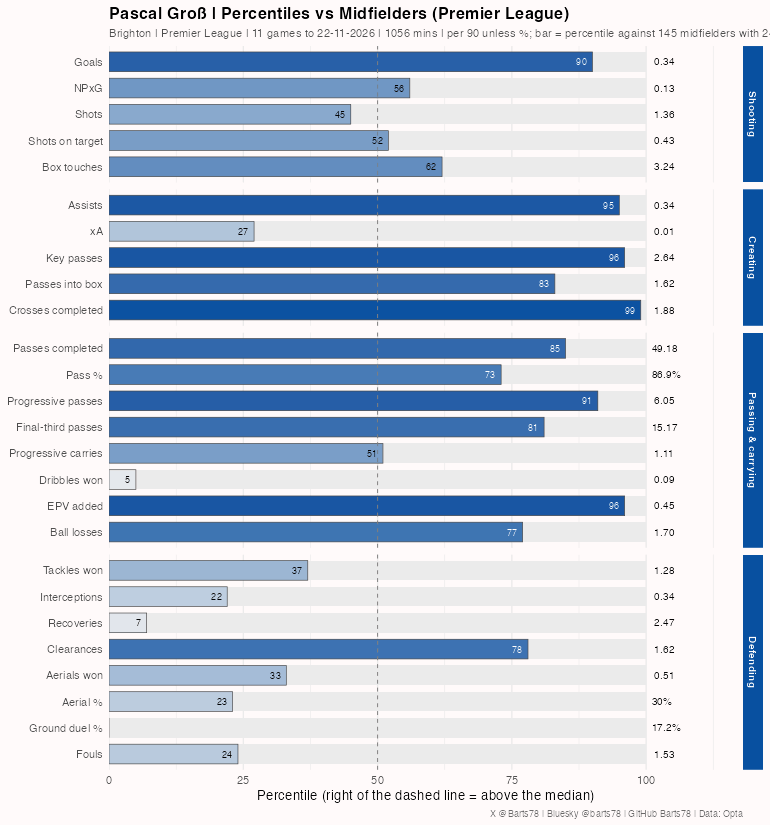 Pascal Groß | Percentiles vs Midfielders (Premier League)
Brighton | Premier League | 11 games to 22-11-2026 | 1056 mins | per 90 unless %; bar = percentile against 145 midfielders with 2
Shooting
Goals 90 0.34
NPxG 56 0.13
Shots 45 1.36
Shots on target 52 0.43
Box touches 62 3.24
Creating
Assists 95 0.34
xA 27 0.01
Key passes 96 2.64
Passes into box 83 1.62
Crosses completed 99 1.88
Passing & carrying
Passes completed 85 49.18
Pass % 73 86.9%
Progressive passes 91 6.05
Final-third passes 81 15.17
Progressive carries 51 1.11
Dribbles won 5 0.09
EPV added 96 0.45
Ball losses 77 1.70
Defending
Tackles won 37 1.28
Interceptions 22 0.34
Recoveries 7 2.47
Clearances 78 1.62
Aerials won 33 0.51
Aerial % 23 30%
Ground duel % 17.2%
Fouls 24 1.53
0 25 50 75 100
Percentile (right of the dashed line = above the median)
X @Barts78 | Bluesky @barts78 | GitHub Barts78 | Data: Opta